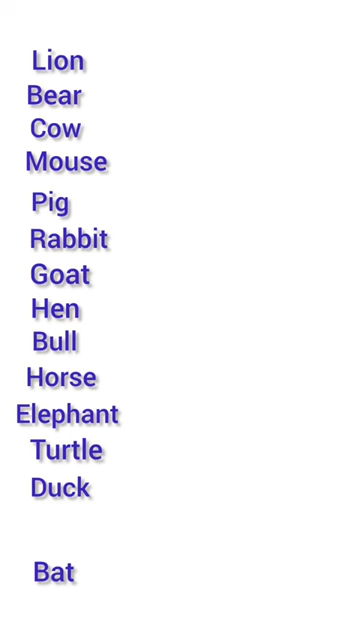 Lion
Bear
Cow
Mouse
Pig
Rabbit
Goat
Hen
Bull
Horse
Elephant
Turtle
Duck
Bat